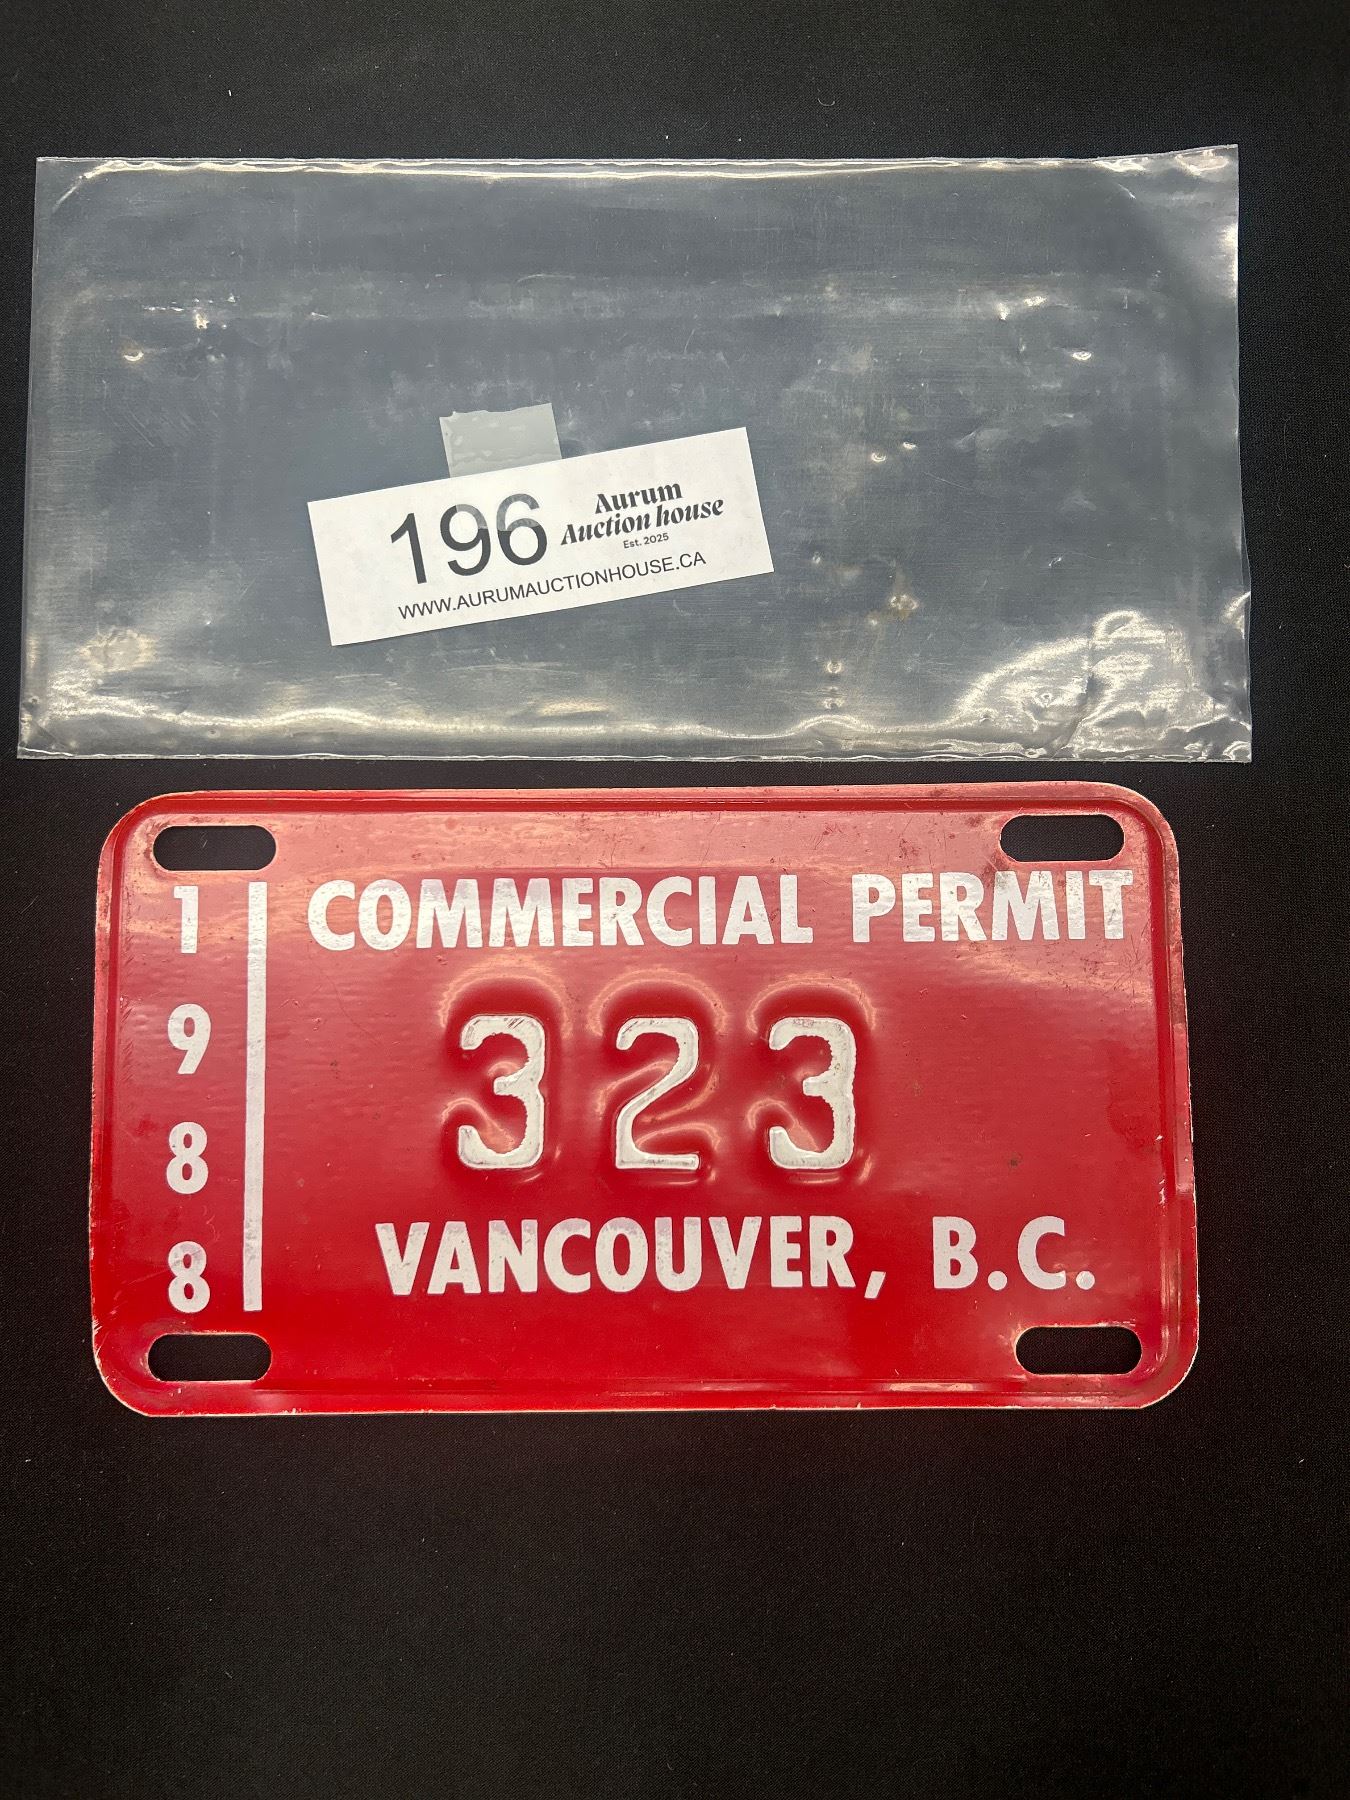 196
Aurum
Auction house
Est. 2025
WWW.AURUMAUCTIONHOUSE.CA
1
9
8
8
COMMERCIAL PERMIT
323
VANCOUVER, B.C.